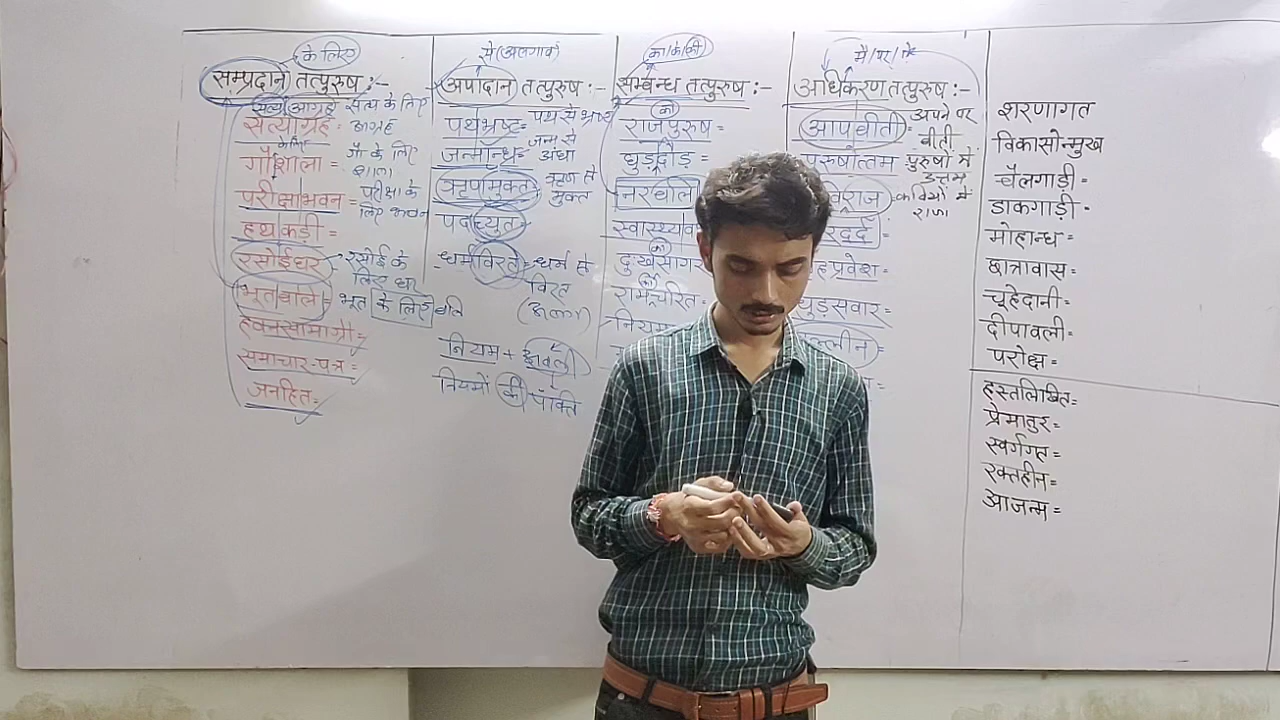 के लिए
सम्प्रदान तत्पुरुष :-
सत्य आग्रह
सत्याग्रह = सत्य के लिए
आग्रह
गौशाला = गौ के लिए
शाला
परीक्षाभवन = परीक्षा के
लिए भवन
हथकड़ी =
रसोईघर रसोई के
लिए घर
भूतबलि = भूत के लिए बलि
हवनसामाग्री =
समाचार-पत्र =
जनहित =
से (अलगाव)
अपादान तत्पुरुष :-
पथभ्रष्ट = पथ से भ्रष्ट
जन्मान्ध = जन्म से
अंधा
ऋणमुक्त ऋण से
मुक्त
पदच्युत =
धर्मविरत = धर्म से
विरत
(अलग)
नियम + अवली
नियमों की पंक्ति
का/के/की
सम्बन्ध तत्पुरुष :-
का
राजपुरुष =
घुड़दौड़ =
नरबलि
का
दुःखसागर
रामचरित =
में/पर/
अधिकरण तत्पुरुष :-
आपबीती = अपने पर
बीती
पुरुषोत्तम पुरुषों में
उत्तम
कवियों में
राजा
घुड़सवार =
शरणागत
विकासोन्मुख
बैलगाड़ी =
डाकगाड़ी =
मोहान्ध =
छात्रावास =
चूहेदानी =
दीपावली =
परोक्ष =
हस्तलिखित =
प्रेमातुर =
स्वर्गगत =
रक्तहीन =
आजन्म =